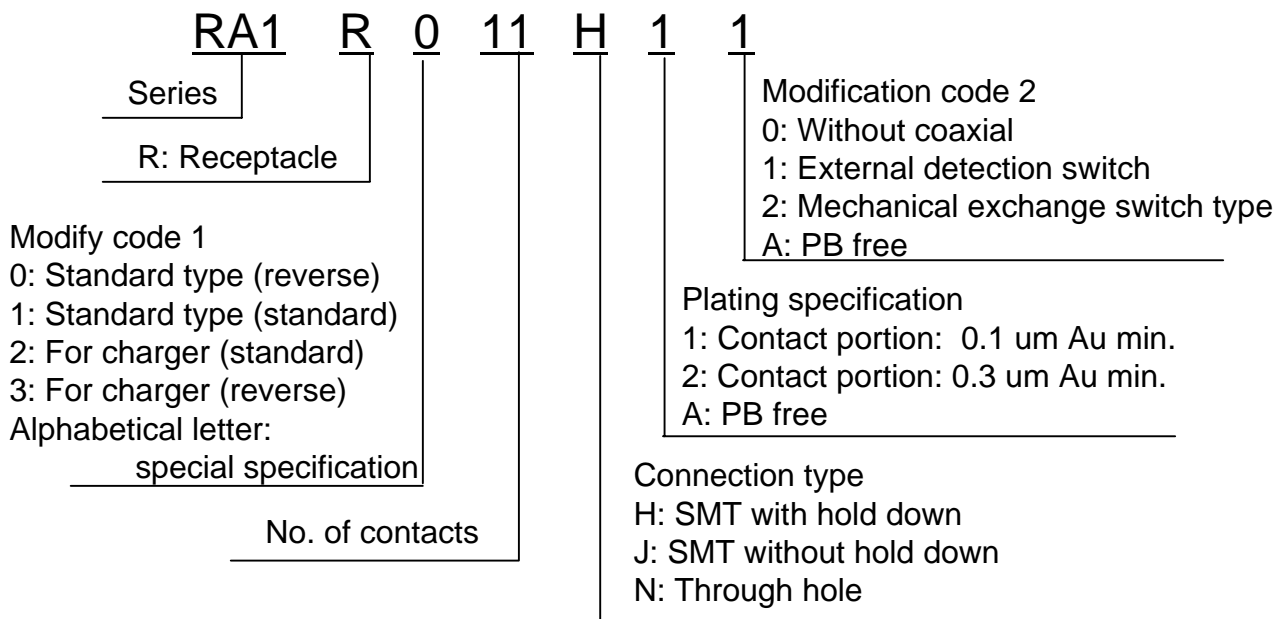 RA1 R 0 11 H 1 1
Series
R: Receptacle
Modify code 1
0: Standard type (reverse)
1: Standard type (standard)
2: For charger (standard)
3: For charger (reverse)
Alphabetical letter:
special specification
No. of contacts
Modification code 2
0: Without coaxial
1: External detection switch
2: Mechanical exchange switch type
A: PB free
Plating specification
1: Contact portion: 0.1 um Au min.
2: Contact portion: 0.3 um Au min.
A: PB free
Connection type
H: SMT with hold down
J: SMT without hold down
N: Through hole